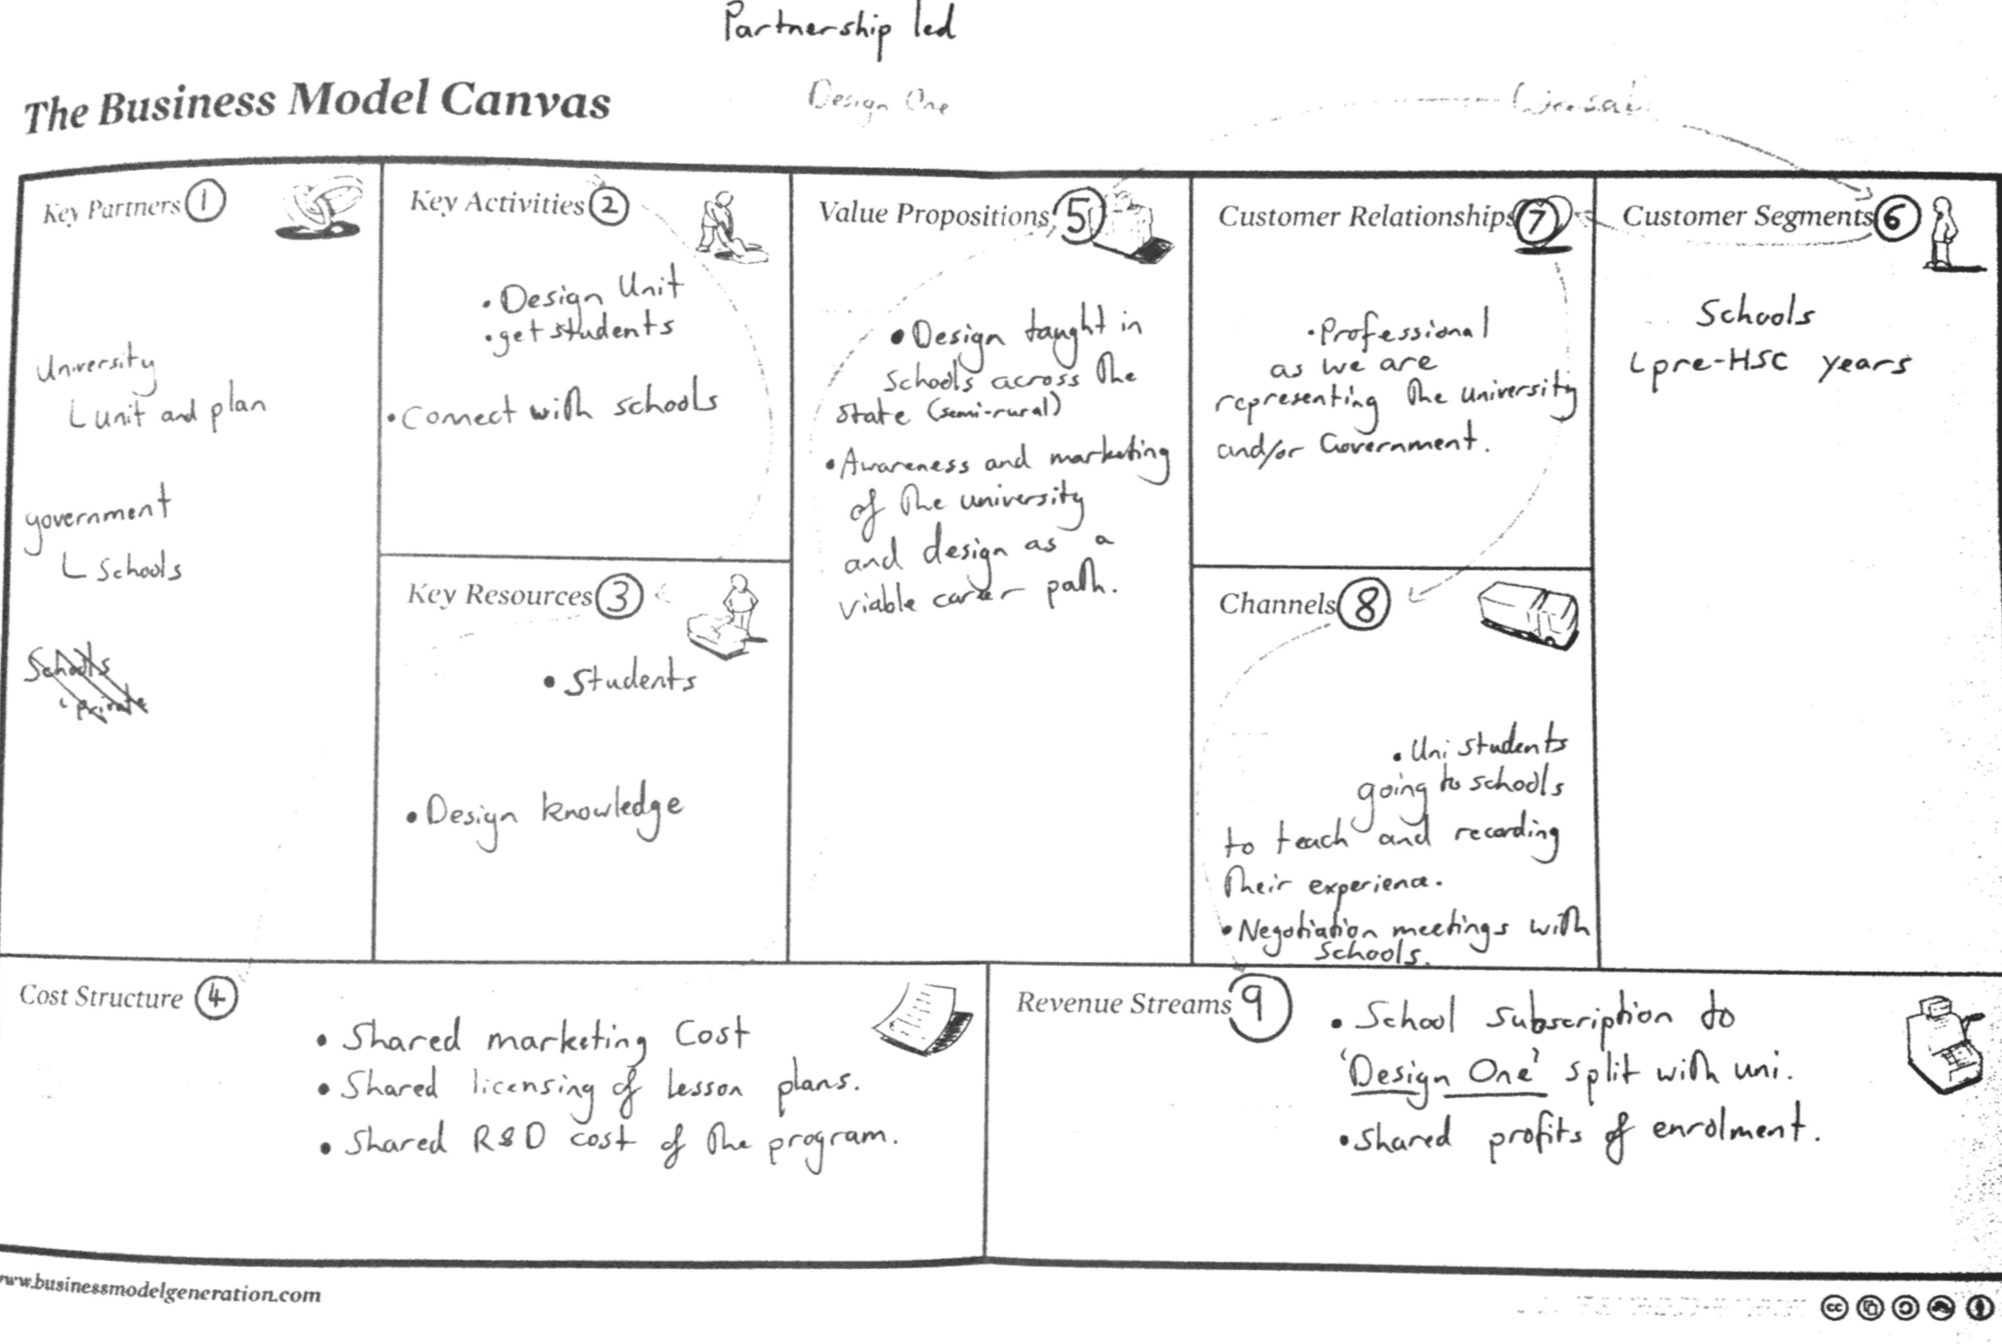 Partnership led
The Business Model Canvas
Design One
Key Partners 1
University
unit and plan
government
Schools
Schools
private
Key Activities 2
• Design Unit
• get students
• Connect with schools
Key Resources 3
• Students
• Design knowledge
Value Propositions 5
• Design taught in
Schools across the
state (semi-rural)
• Awareness and marketing
of the university
and design as a
viable career path.
Customer Relationships 7
• Professional
as we are
representing the university
and/or Government.
Channels 8
• Uni students
going to schools
to teach and recording
their experience.
• Negotiation meetings with
Schools.
Customer Segments 6
Schools
pre-HSC years
Cost Structure 4
• Shared marketing Cost
• Shared licensing of lesson plans.
• Shared R&D cost of the program.
Revenue Streams 9
• School subscription to
'Design One' split with uni.
• Shared profits of enrolment.
www.businessmodelgeneration.com
cc